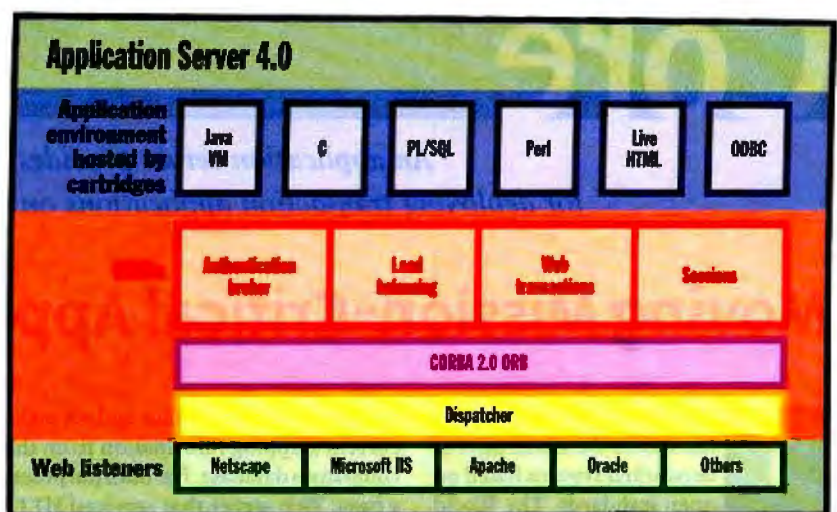 Application Server 4.0
Application
environment
hosted by
cartridges
Java
VM
C
PL/SQL
Perl
Live
HTML
ODBC
Authentication
broker
Load
balancing
Web
transactions
Sessions
CORBA 2.0 ORB
Dispatcher
Web listeners
Netscape
Microsoft IIS
Apache
Oracle
Others